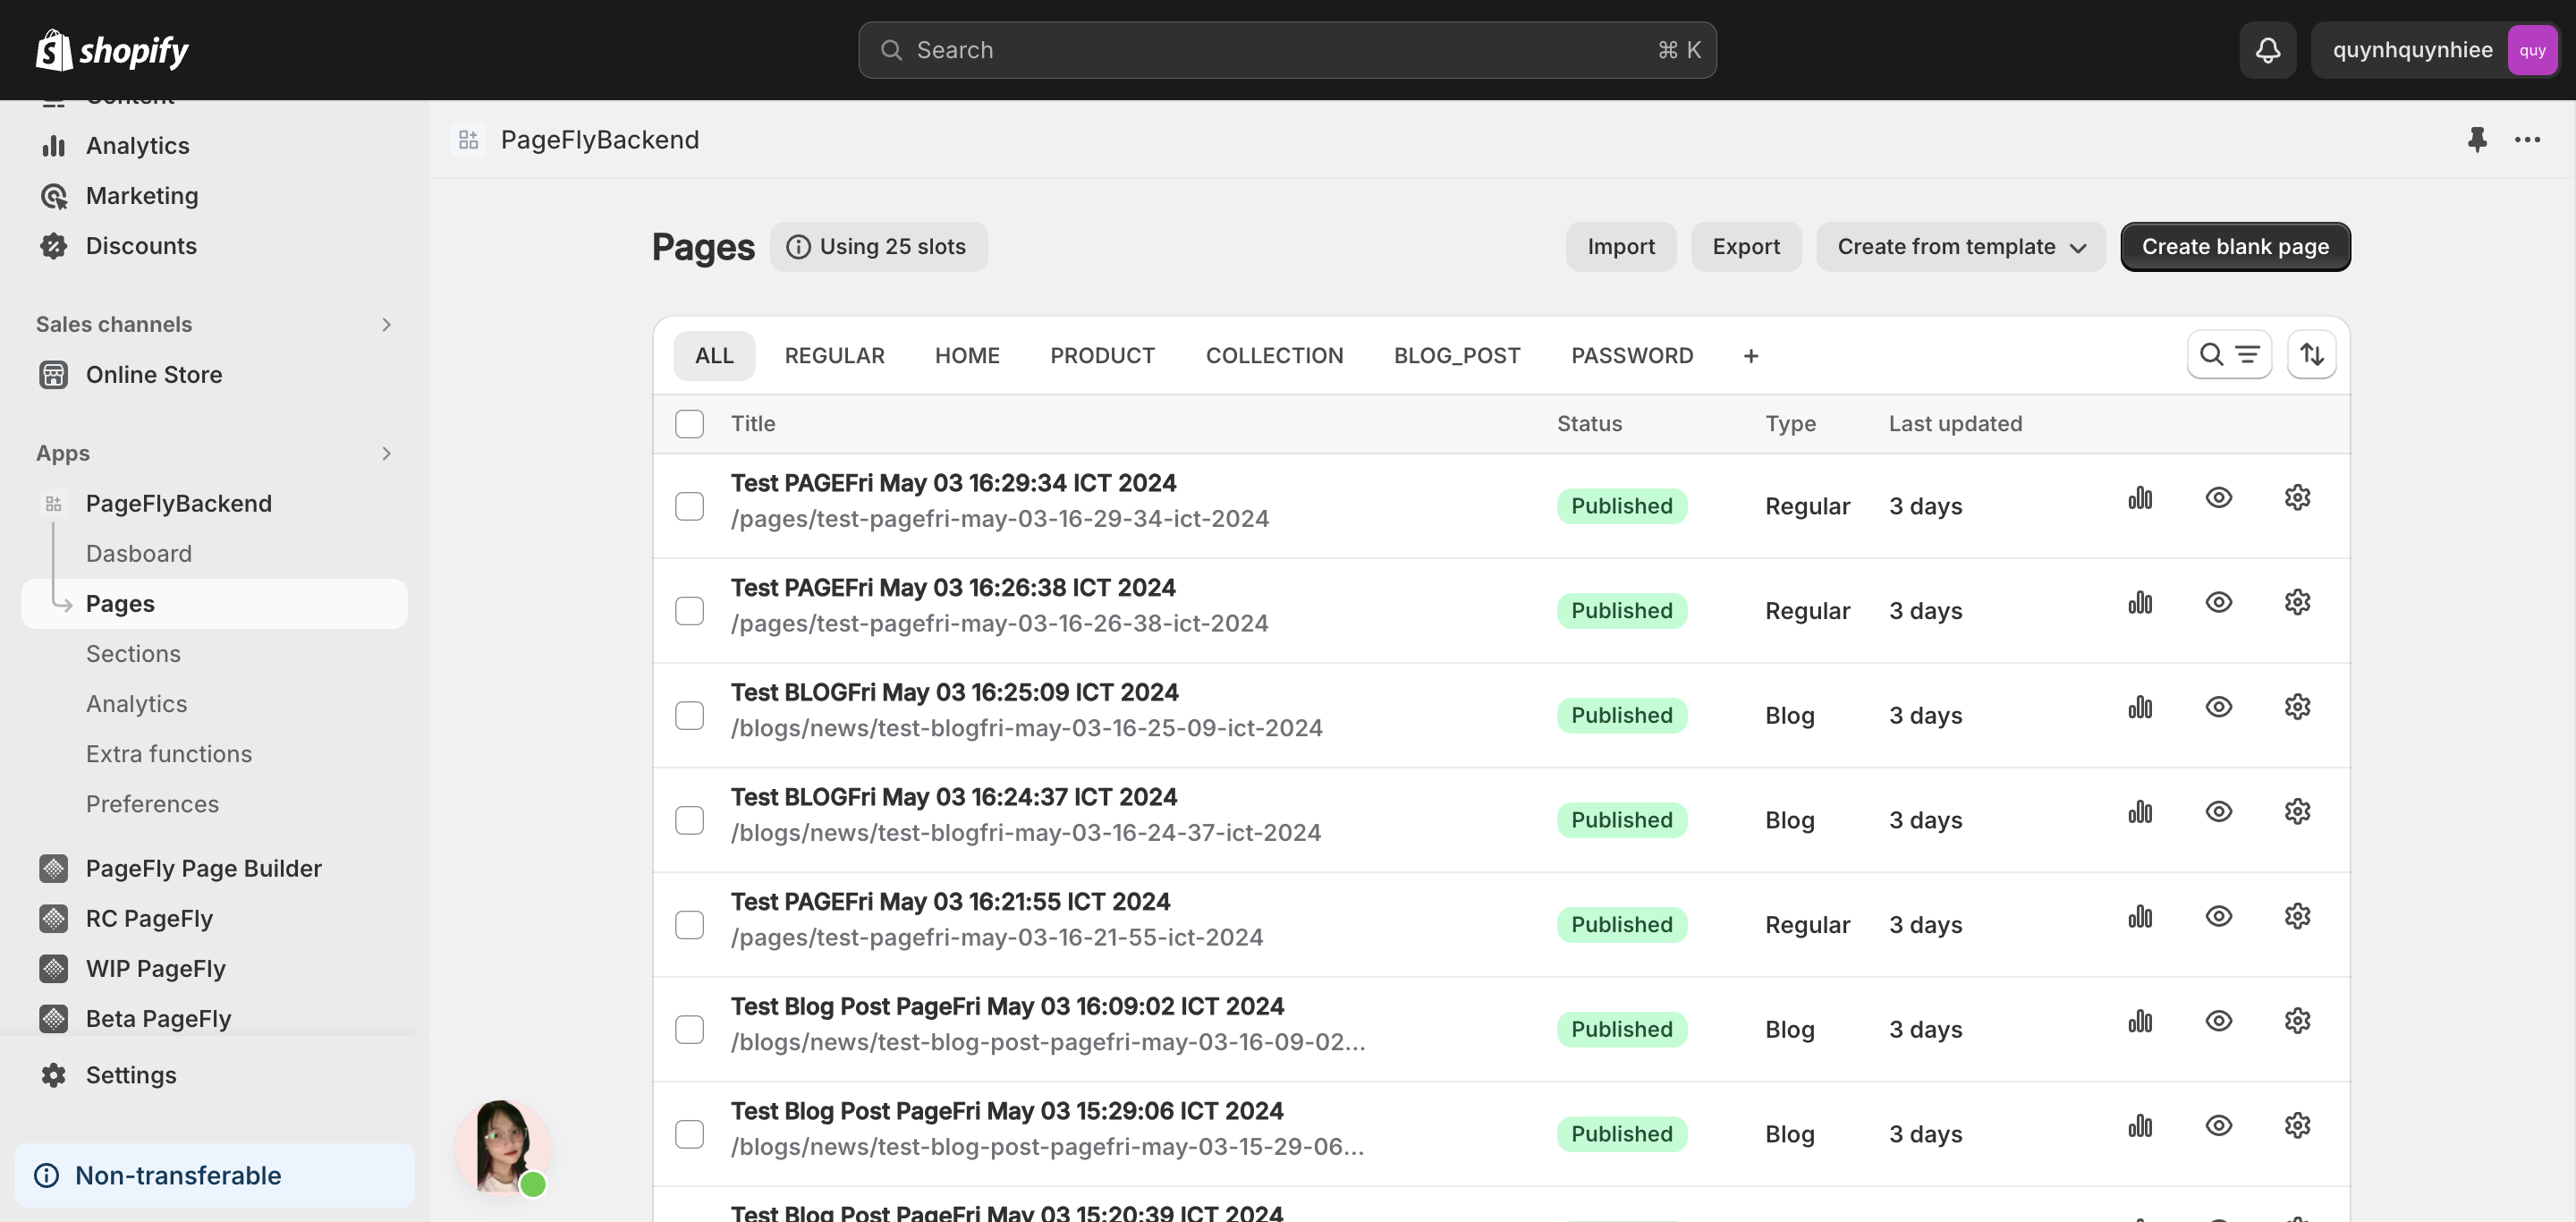 shopify
Search
⌘ K
quynhquynhiee
quy
Content
Analytics
Marketing
Discounts
Sales channels
Online Store
Apps
PageFlyBackend
Dasboard
Pages
Sections
Analytics
Extra functions
Preferences
PageFly Page Builder
RC PageFly
WIP PageFly
Beta PageFly
Settings
Non-transferable
PageFlyBackend
Pages
Using 25 slots
Import
Export
Create from template
Create blank page
ALL REGULAR HOME PRODUCT COLLECTION BLOG_POST PASSWORD +
Title Status Type Last updated
Test PAGEFri May 03 16:29:34 ICT 2024
/pages/test-pagefri-may-03-16-29-34-ict-2024
Published Regular 3 days
Test PAGEFri May 03 16:26:38 ICT 2024
/pages/test-pagefri-may-03-16-26-38-ict-2024
Published Regular 3 days
Test BLOGFri May 03 16:25:09 ICT 2024
/blogs/news/test-blogfri-may-03-16-25-09-ict-2024
Published Blog 3 days
Test BLOGFri May 03 16:24:37 ICT 2024
/blogs/news/test-blogfri-may-03-16-24-37-ict-2024
Published Blog 3 days
Test PAGEFri May 03 16:21:55 ICT 2024
/pages/test-pagefri-may-03-16-21-55-ict-2024
Published Regular 3 days
Test Blog Post PageFri May 03 16:09:02 ICT 2024
/blogs/news/test-blog-post-pagefri-may-03-16-09-02...
Published Blog 3 days
Test Blog Post PageFri May 03 15:29:06 ICT 2024
/blogs/news/test-blog-post-pagefri-may-03-15-29-06...
Published Blog 3 days
Test Blog Post PageFri May 03 15:20:39 ICT 2024